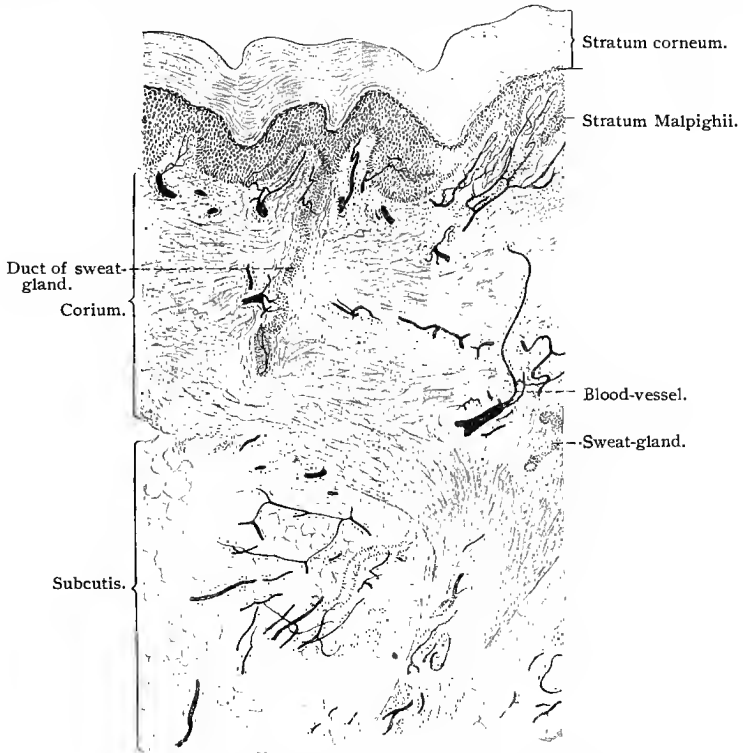 Stratum corneum.
Stratum Malpighii.
Duct of sweat-
gland.
Corium.
Blood-vessel.
Sweat-gland.
Subcutis.